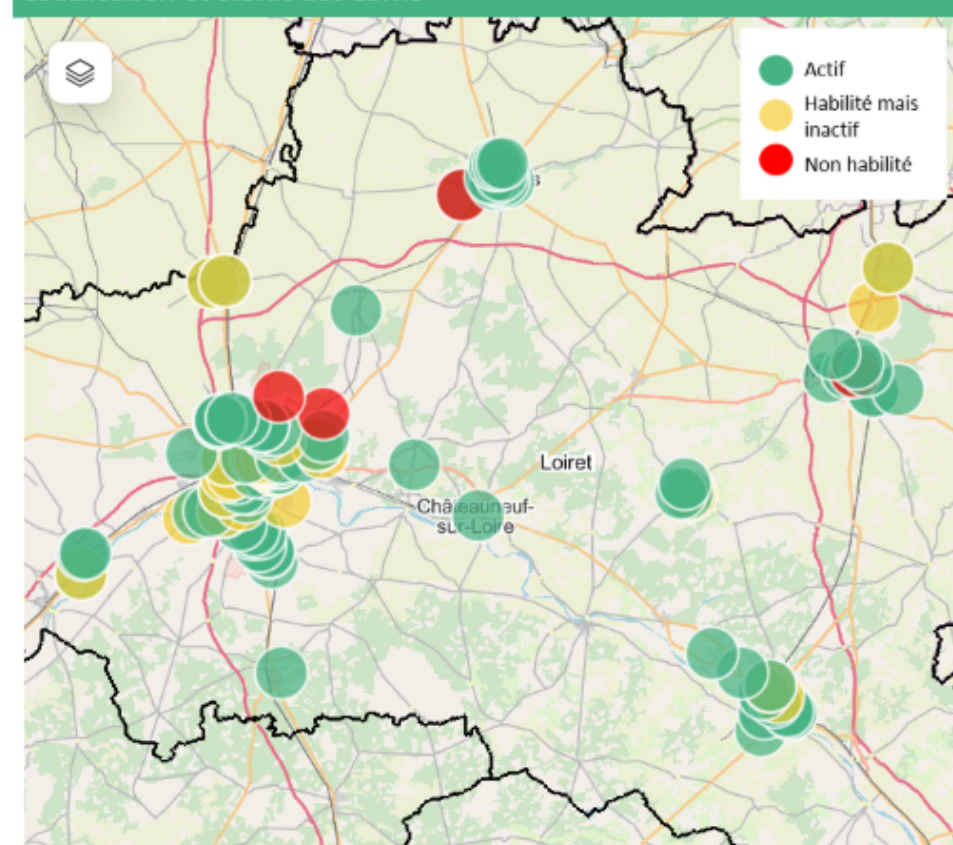 Actif
Habilité mais
inactif
Non habilité
s
Loiret
Châteauneuf-
sur-Loire